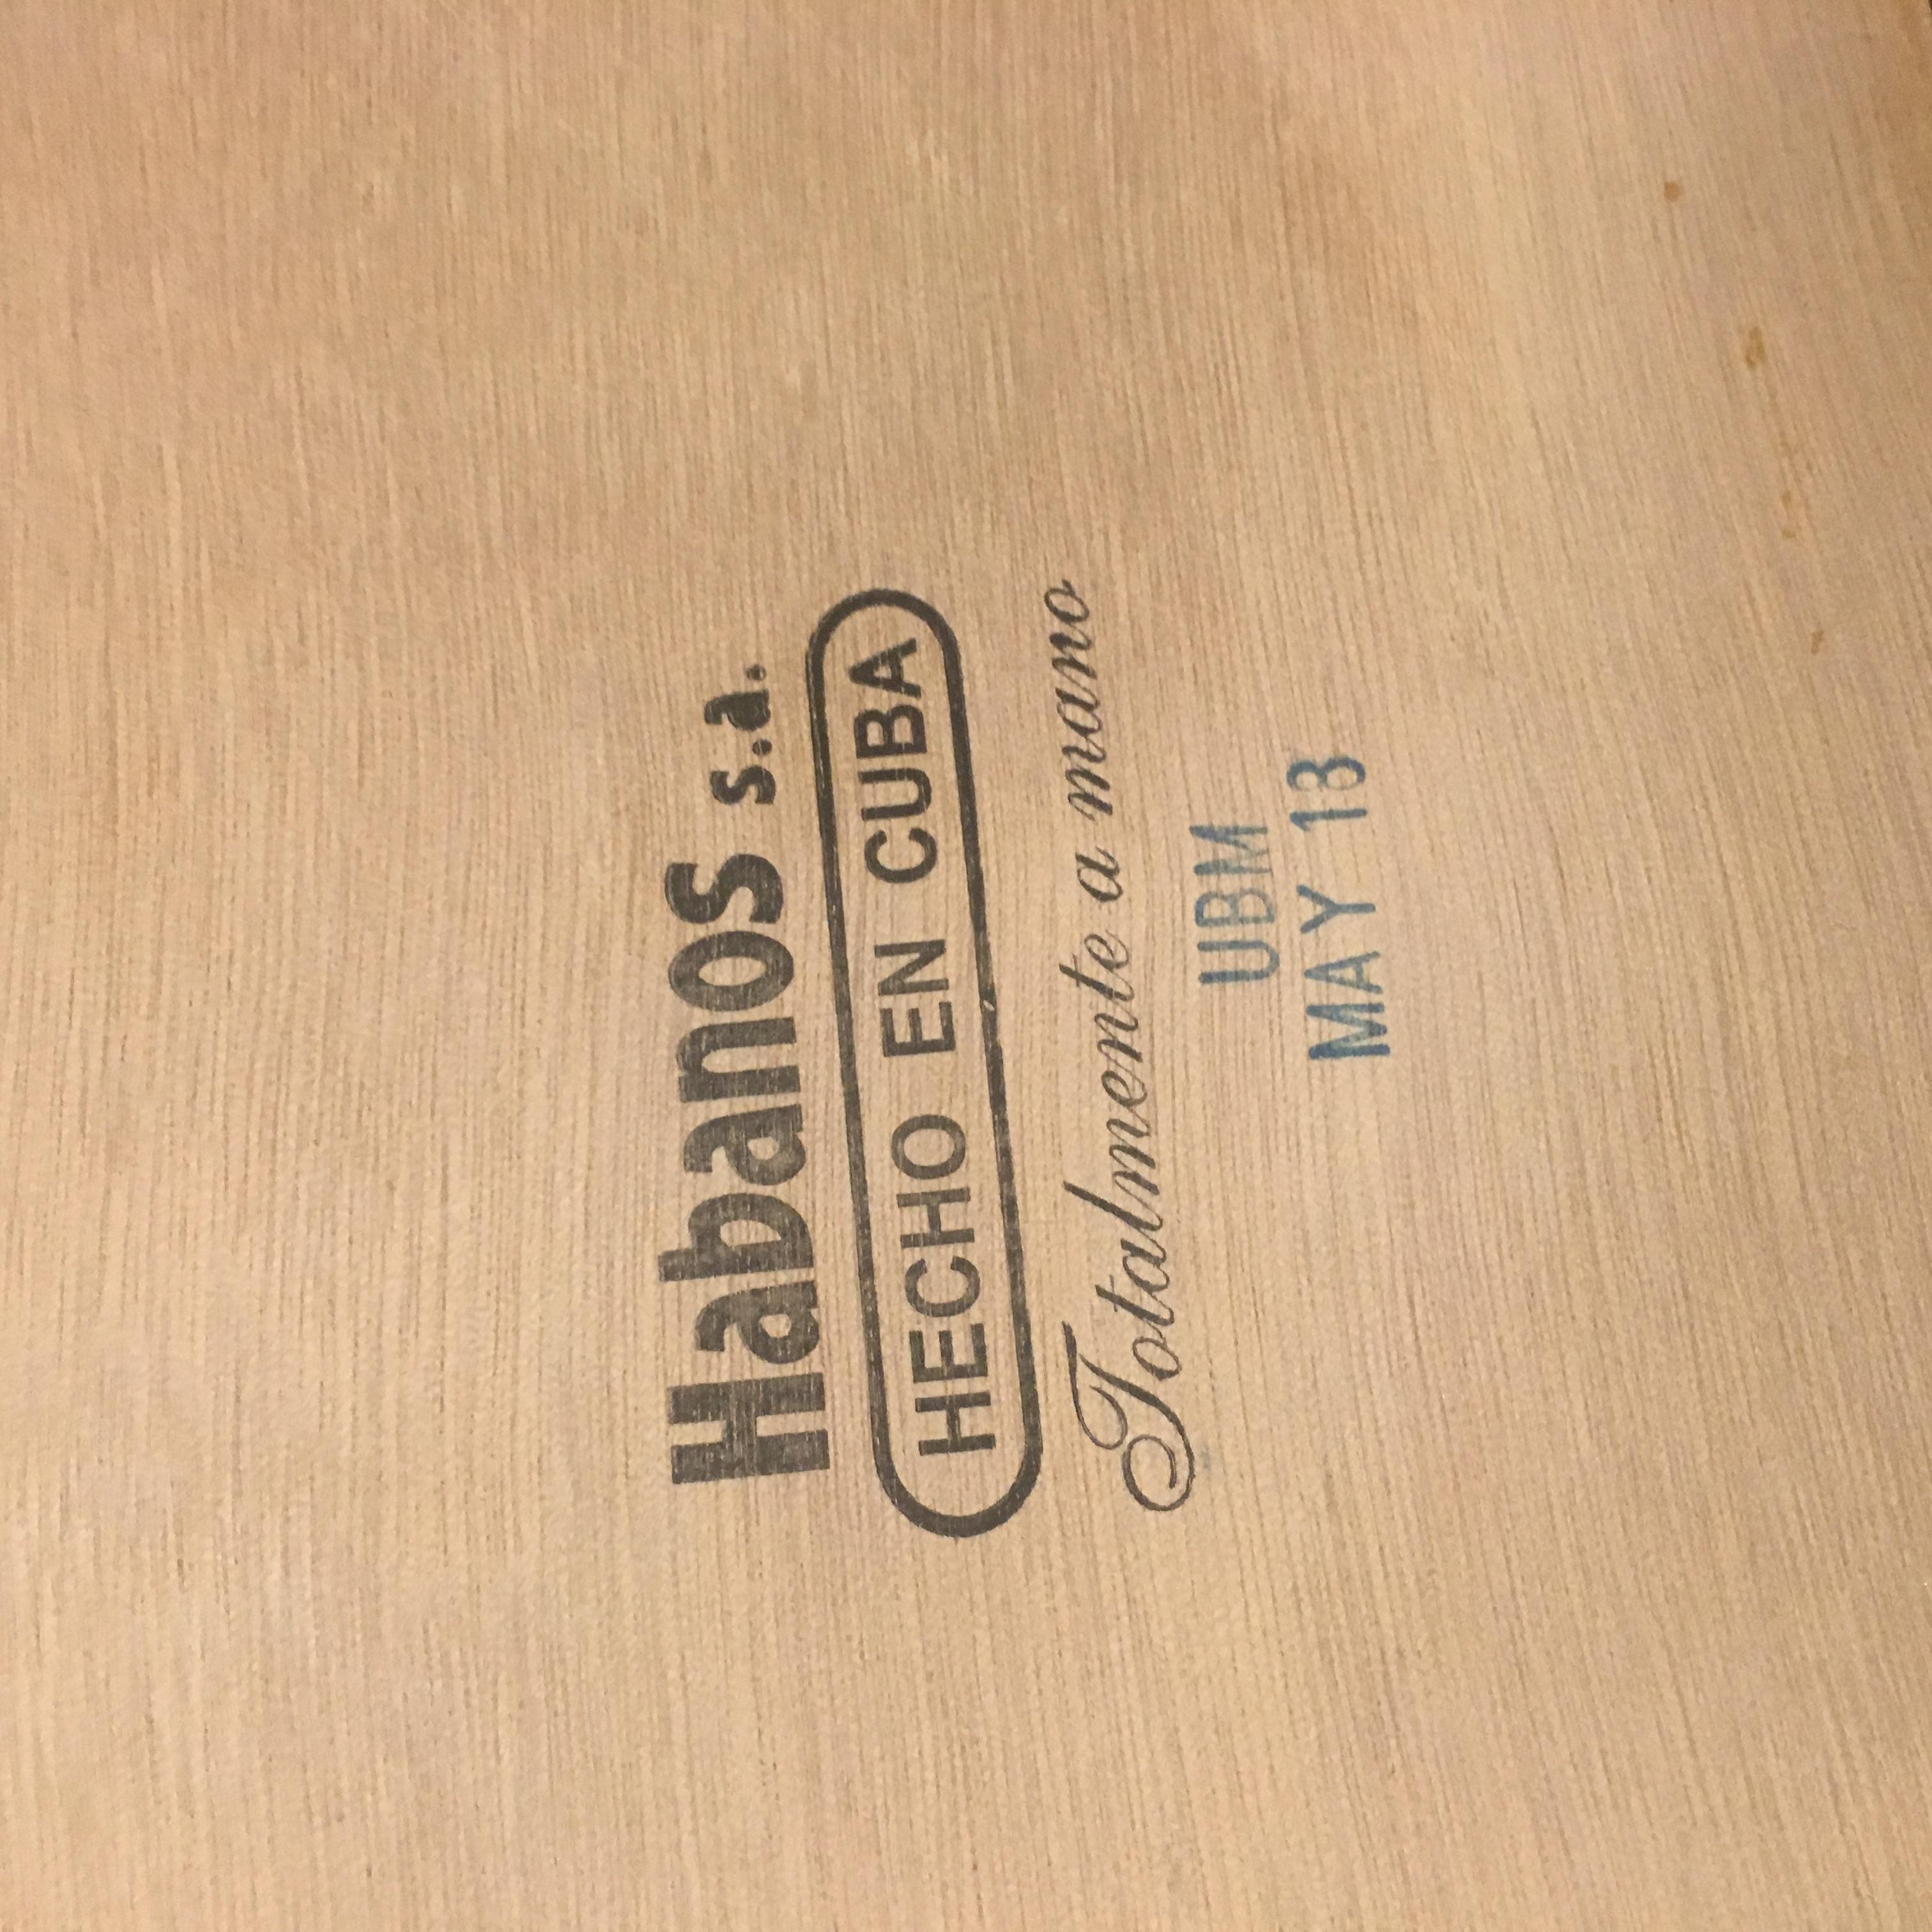 Habanos s.a.
HECHO EN CUBA
Totalmente a mano
UBM
MAY 13